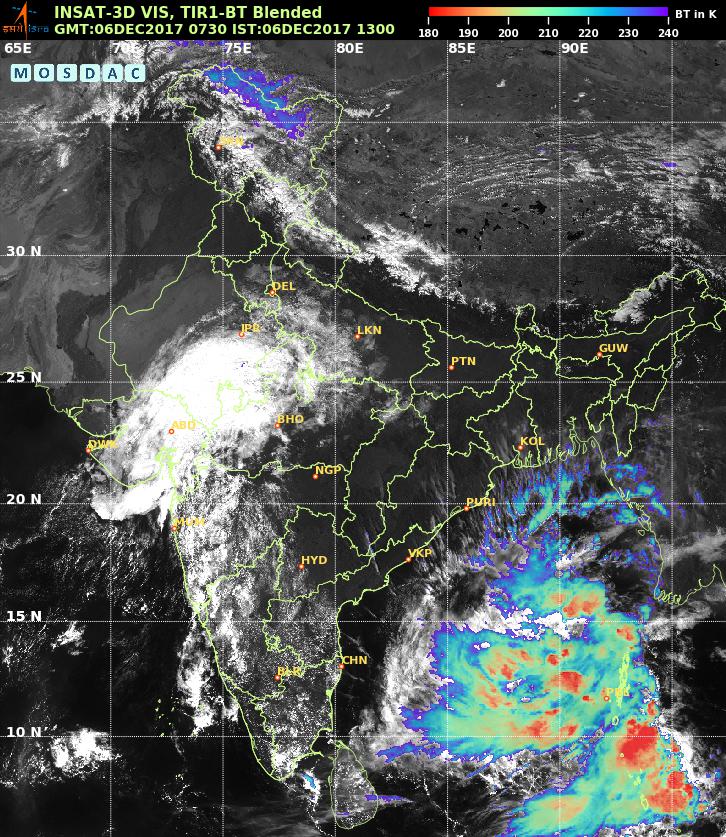 INSAT-3D VIS, TIR1-BT Blended
GMT:06DEC2017 0730 IST:06DEC2017 1300
BT in K
180 190 200 210 220 230 240
65E 70E 75E 80E 85E 90E
MOSDAC
30 N
DEL
JPR
LKN
GUW
PTN
25 N
BHO
ABD
KOL
DWK
NGP
20 N
PURI
MUM
VKP
HYD
15 N
CHN
BLR
10 N